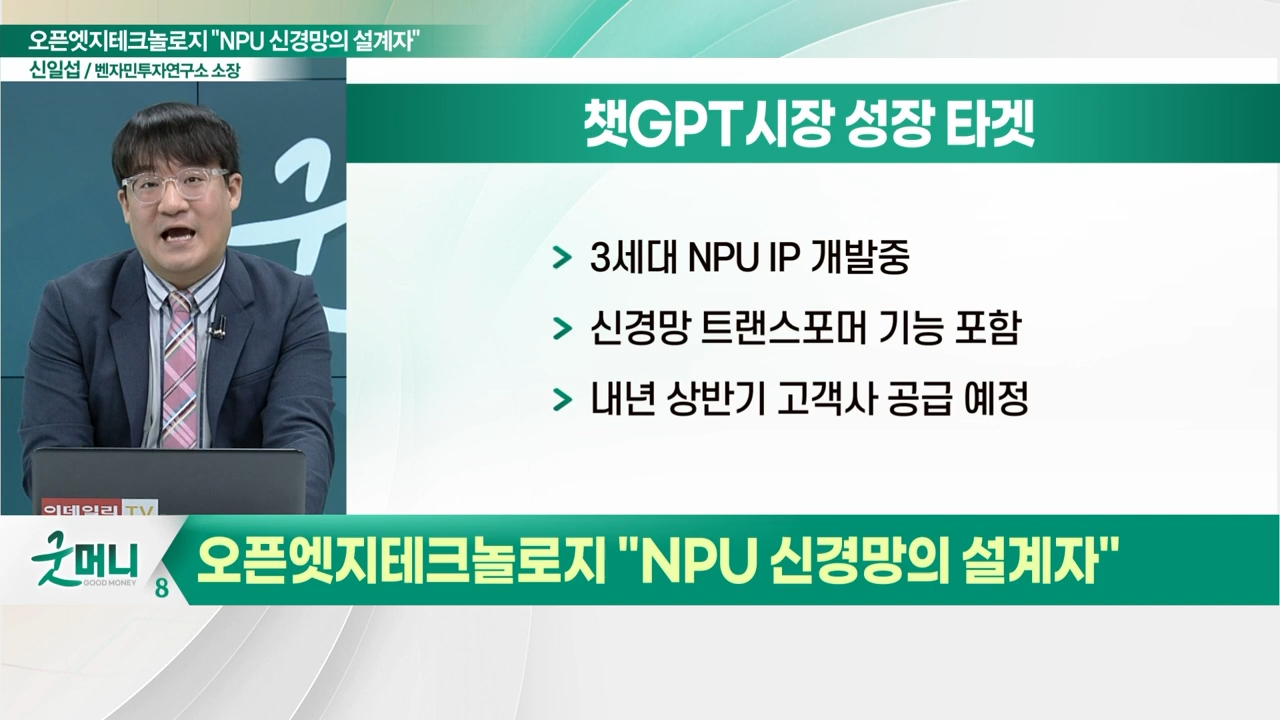 오픈엣지테크놀로지 "NPU 신경망의 설계자"
신일섭 / 벤자민투자연구소 소장
챗GPT시장 성장 타겟
> 3세대 NPU IP 개발중
> 신경망 트랜스포머 기능 포함
> 내년 상반기 고객사 공급 예정
이데일리 TV
굿머니
GOOD MONEY
8
오픈엣지테크놀로지 "NPU 신경망의 설계자"